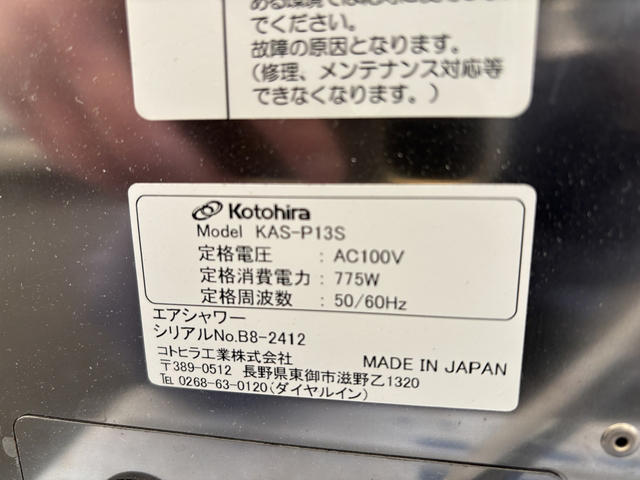 でください。
故障の原因となります。
(修理、メンテナンス対応等
できなくなります。)
Kotohira
Model KAS-P13S
定格電圧 : AC100V
定格消費電力 : 775W
定格周波数 : 50/60Hz
エアシャワー
シリアルNo.B8-2412
コトヒラ工業株式会社
MADE IN JAPAN
〒389-0512 長野県東御市滋野乙1320
TEL 0268-63-0120(ダイヤルイン)